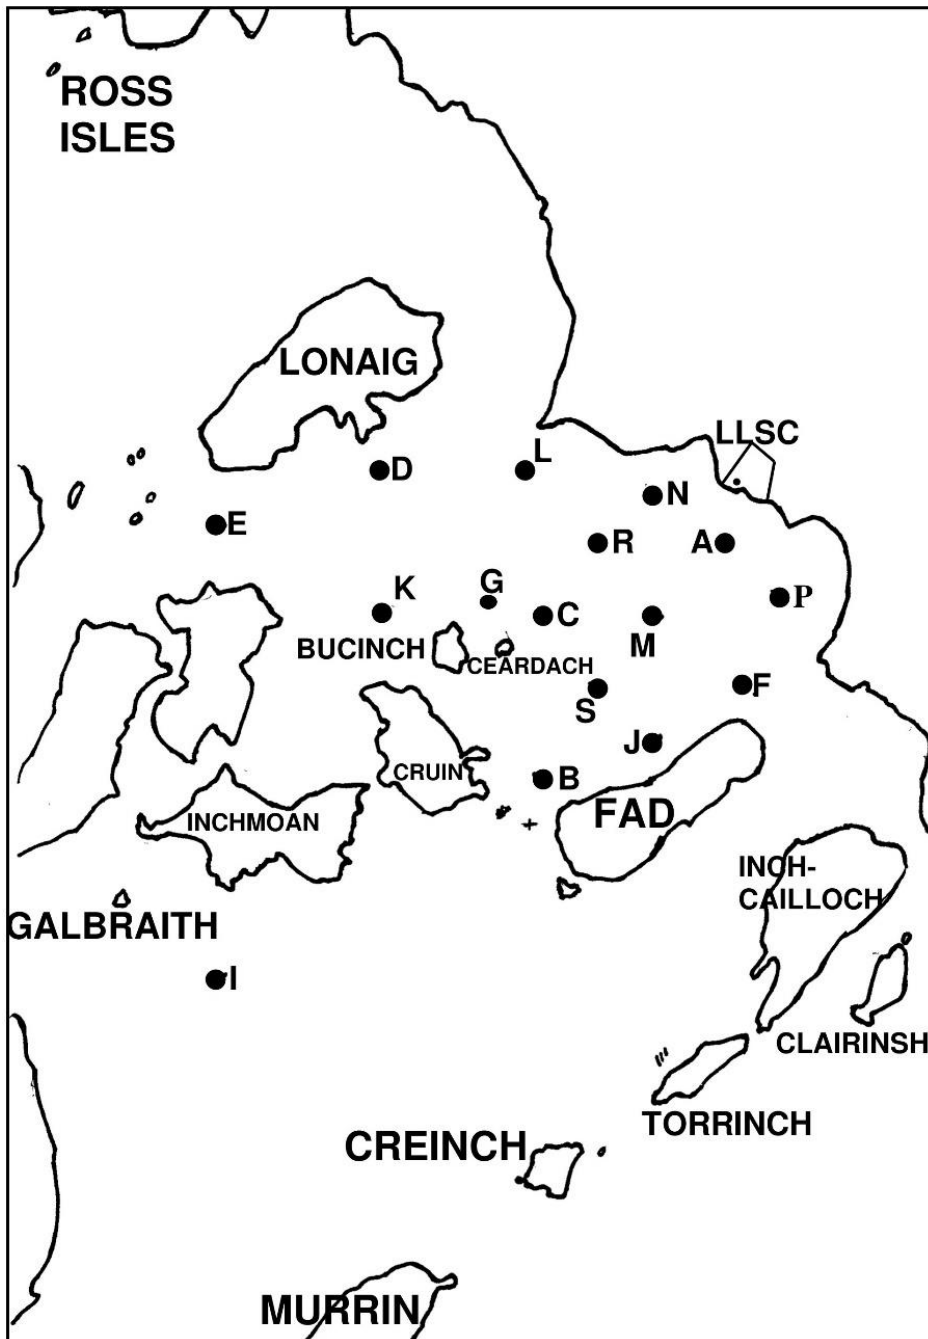 ROSS
ISLES
LONAIG
LLSC
L
D
N
E
R
A
G
K
P
C
BUCINCH
M
CEARDACH
F
S
J
CRUIN
B
FAD
INCHMOAN
INCH-
CAILLOCH
GALBRAITH
I
CLAIRINSH
TORRINCH
CREINCH
MURRIN